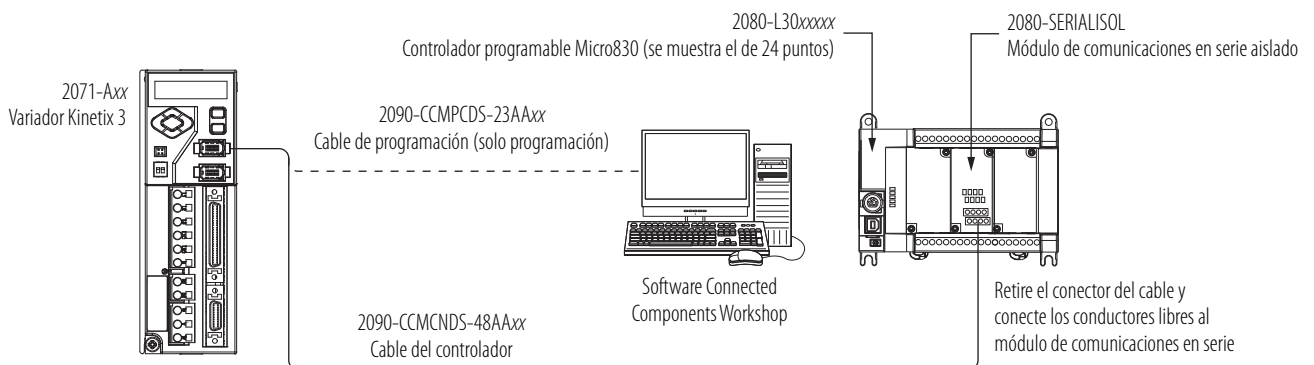 2080-L30xxxxx
Controlador programable Micro830 (se muestra el de 24 puntos)
2080-SERIALISOL
Módulo de comunicaciones en serie aislado
2071-Axx
Variador Kinetix 3
2090-CCMPCDS-23AAxx
Cable de programación (solo programación)
Software Connected
Components Workshop
2090-CCMCNDS-48AAxx
Cable del controlador
Retire el conector del cable y
conecte los conductores libres al
módulo de comunicaciones en serie